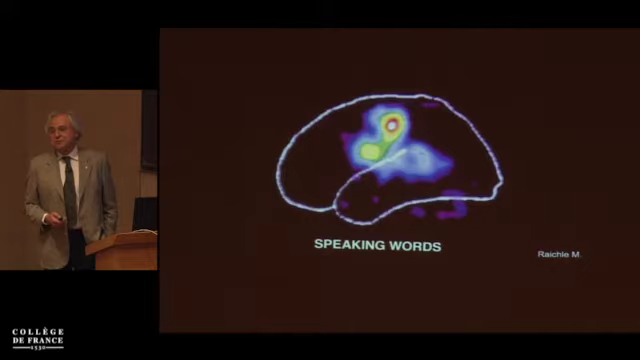 SPEAKING WORDS
Raichle M.
COLLÈGE
DE FRANCE
1530